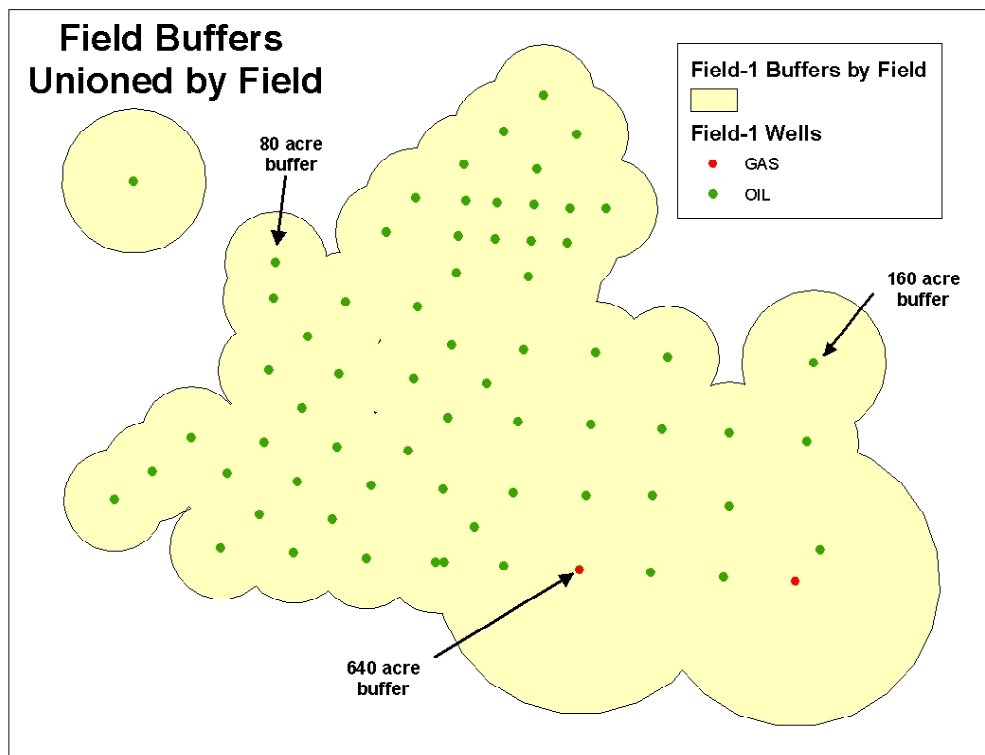 Field Buffers
Unioned by Field
80 acre
buffer
Field-1 Buffers by Field
Field-1 Wells
GAS
OIL
160 acre
buffer
640 acre
buffer